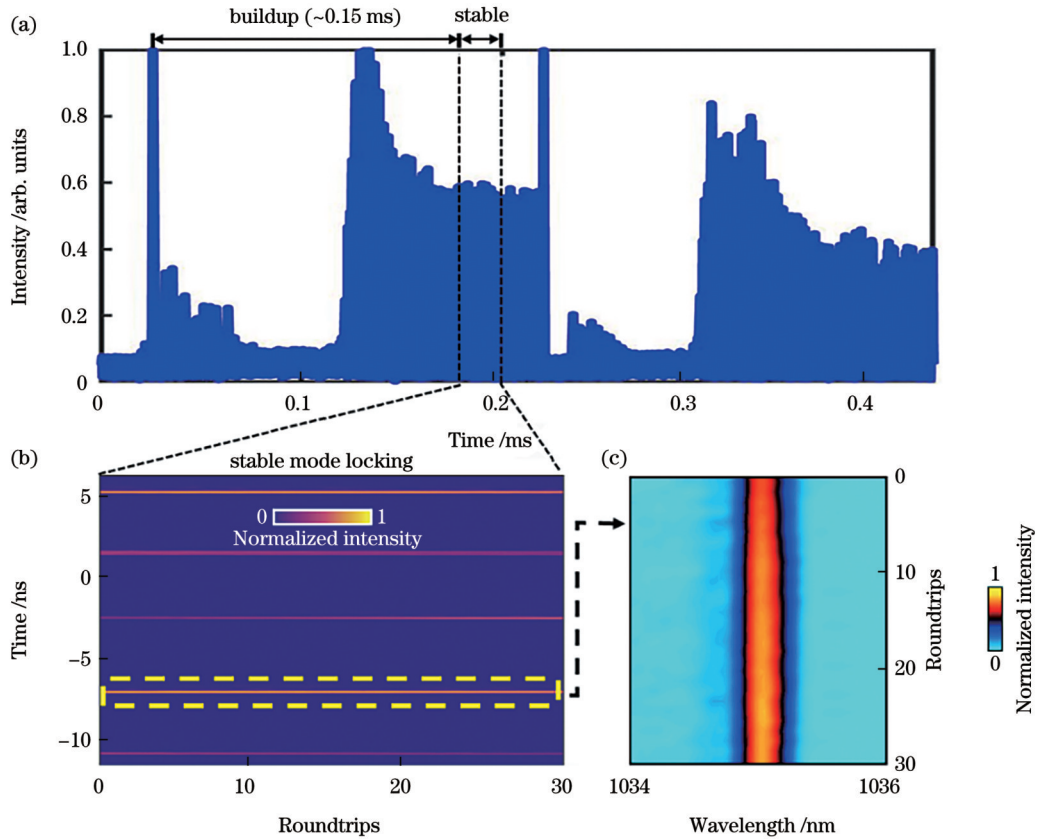 buildup (~0.15 ms) stable
(a)
1.0
0.8
0.6
0.4
0.2
0
Intensity /arb. units
0 0.1 0.2 0.3 0.4
Time /ms
(b) stable mode locking (c)
5
0
−5
−10
Time /ns
0 1
Normalized intensity
0 10 20 30
Roundtrips
0
10
20
30
Roundtrips
1034 1036
Wavelength /nm
1
0
Normalized intensity